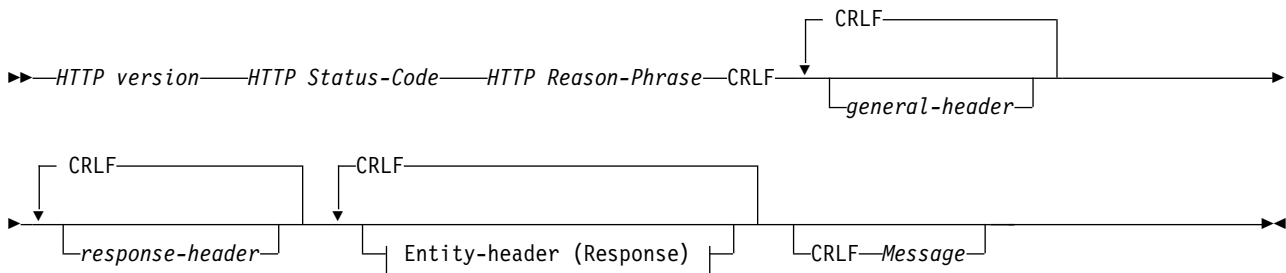 CRLF
HTTP version HTTP Status-Code HTTP Reason-Phrase CRLF
general-header
CRLF CRLF
response-header Entity-header (Response) CRLF Message